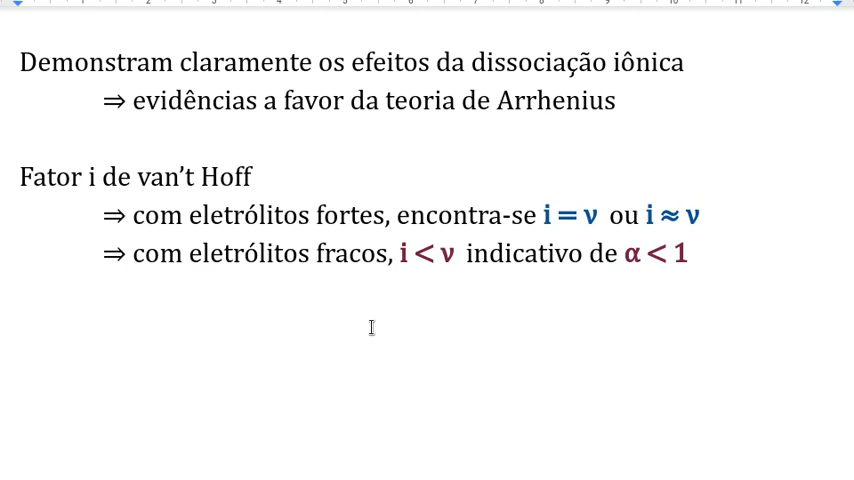 Demonstram claramente os efeitos da dissociação iônica
⇒ evidências a favor da teoria de Arrhenius
Fator i de van’t Hoff
⇒ com eletrólitos fortes, encontra-se i = ν ou i ≈ ν
⇒ com eletrólitos fracos, i < ν indicativo de α < 1